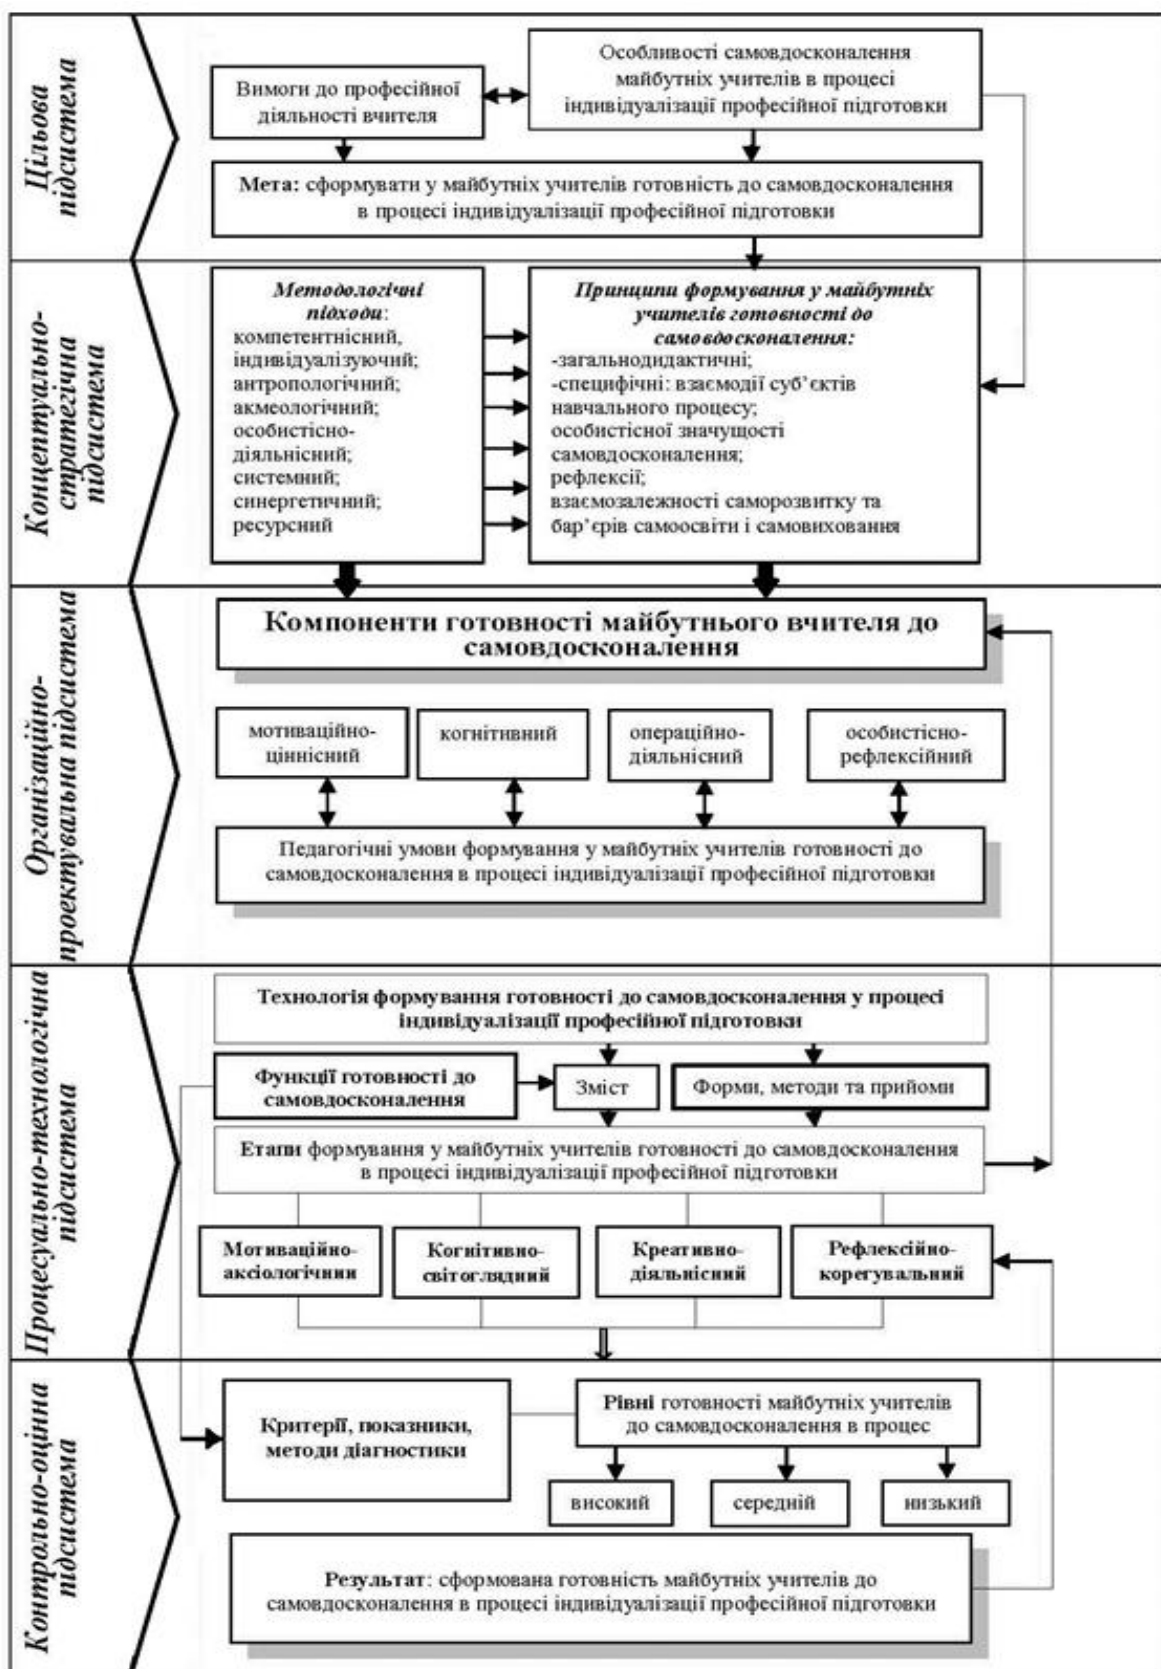 Цільова
підсистема
Вимоги до професійної
діяльності вчителя
Особливості самовдосконалення
майбутніх учителів в процесі
індивідуалізації професійної підготовки
Мета: сформувати у майбутніх учителів готовність до самовдосконалення
в процесі індивідуалізації професійної підготовки
Концептуально-
стратегічна
підсистема
Методологічні
підходи:
компетентнісний,
індивідуалізуючий;
антропологічний;
акмеологічний;
особистісно-
діяльнісний;
системний;
синергетичний;
ресурсний
Принципи формування у майбутніх
учителів готовності до
самовдосконалення:
-загальнодидактичні;
-специфічні: взаємодії суб’єктів
навчального процесу;
особистісної значущості
самовдосконалення;
рефлексії;
взаємозалежності саморозвитку та
бар’єрів самоосвіти і самовиховання
Організаційно-
проектувальна підсистема
Компоненти готовності майбутнього вчителя до
самовдосконалення
мотиваційно-
ціннісний
когнітивний
операційно-
діяльнісний
особистісно-
рефлексійний
Педагогічні умови формування у майбутніх учителів готовності до
самовдосконалення в процесі індивідуалізації професійної підготовки
Процесуально-технологічна
підсистема
Технологія формування готовності до самовдосконалення у процесі
індивідуалізації професійної підготовки
Функції готовності до
самовдосконалення
Зміст
Форми, методи та прийоми
Етапи формування у майбутніх учителів готовності до самовдосконалення
в процесі індивідуалізації професійної підготовки
Мотиваційно-
аксіологічнии
Когнітивно-
світоглядний
Креативно-
діяльнісний
Рефлексійно-
корегувальний
Контрольно-оцінна
підсистема
Критерії, показники,
методи діагностики
Рівні готовності майбутніх учителів
до самовдосконалення в процес
високий
середній
низький
Результат: сформована готовність майбутніх учителів до
самовдосконалення в процесі індивідуалізації професійної підготовки